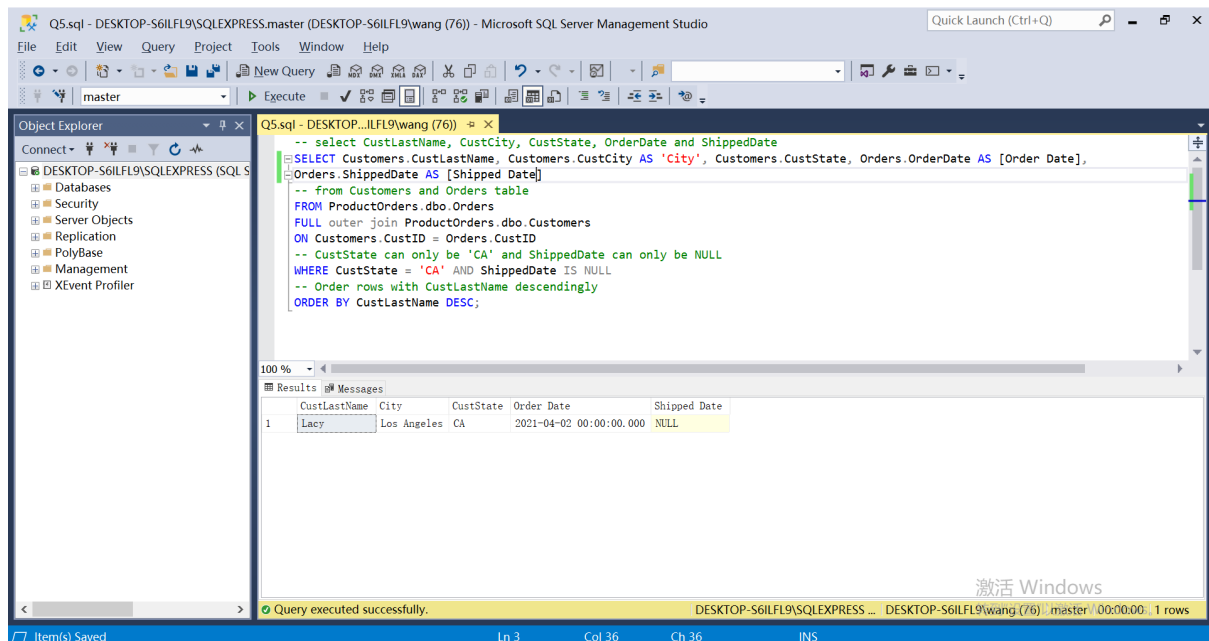 Q5.sql - DESKTOP-S6ILFL9\SQLEXPRESS.master (DESKTOP-S6ILFL9\wang (76)) - Microsoft SQL Server Management Studio
Quick Launch (Ctrl+Q)
File Edit View Query Project Tools Window Help
New Query
master
Execute
Object Explorer
Q5.sql - DESKTOP...ILFL9\wang (76))
Connect
DESKTOP-S6ILFL9\SQLEXPRESS (SQL S
Databases
Security
Server Objects
Replication
PolyBase
Management
XEvent Profiler
-- select CustLastName, CustCity, CustState, OrderDate and ShippedDate
SELECT Customers.CustLastName, Customers.CustCity AS 'City', Customers.CustState, Orders.OrderDate AS [Order Date],
Orders.ShippedDate AS [Shipped Date]
-- from Customers and Orders table
FROM ProductOrders.dbo.Orders
FULL outer join ProductOrders.dbo.Customers
ON Customers.CustID = Orders.CustID
-- CustState can only be 'CA' and ShippedDate can only be NULL
WHERE CustState = 'CA' AND ShippedDate IS NULL
-- Order rows with CustLastName descendingly
ORDER BY CustLastName DESC;
100 %
Results Messages
CustLastName City CustState Order Date Shipped Date
1 Lacy Los Angeles CA 2021-04-02 00:00:00.000 NULL
激活 Windows
Query executed successfully.
DESKTOP-S6ILFL9\SQLEXPRESS ... DESKTOP-S6ILFL9\wang (76) master 00:00:00 1 rows
Item(s) Saved Ln 3 Col 36 Ch 36 INS